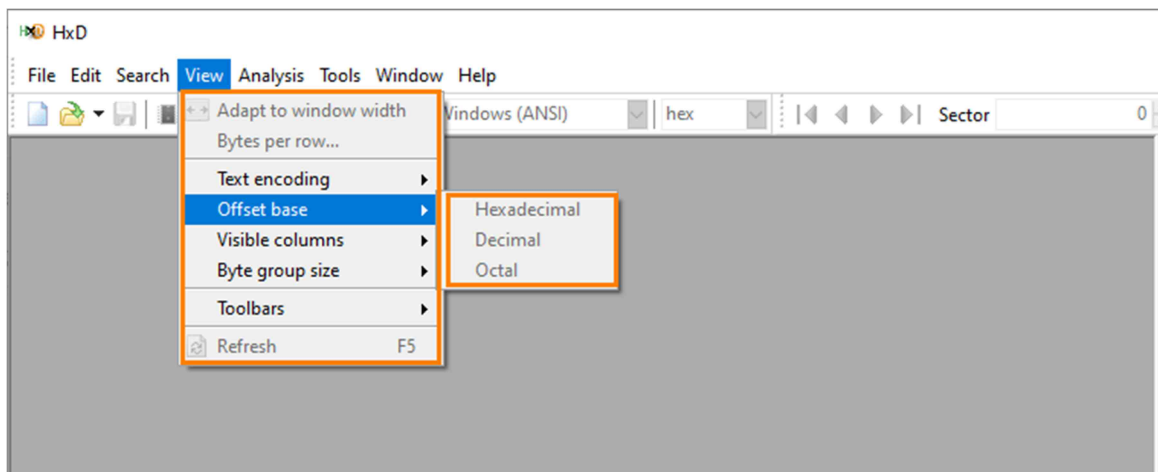 HxD
File Edit Search View Analysis Tools Window Help
Adapt to window width
Windows (ANSI)
hex
Sector
0
Bytes per row...
Text encoding
Offset base
Hexadecimal
Visible columns
Decimal
Byte group size
Octal
Toolbars
Refresh F5